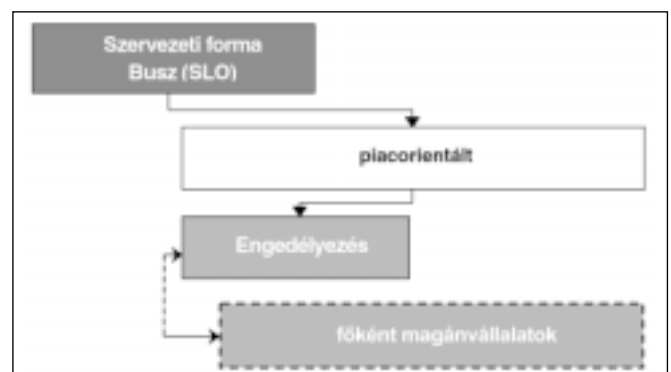 Szervezeti forma
Busz (SLO)
piacorientált
Engedélyezés
főként magánvállalatok